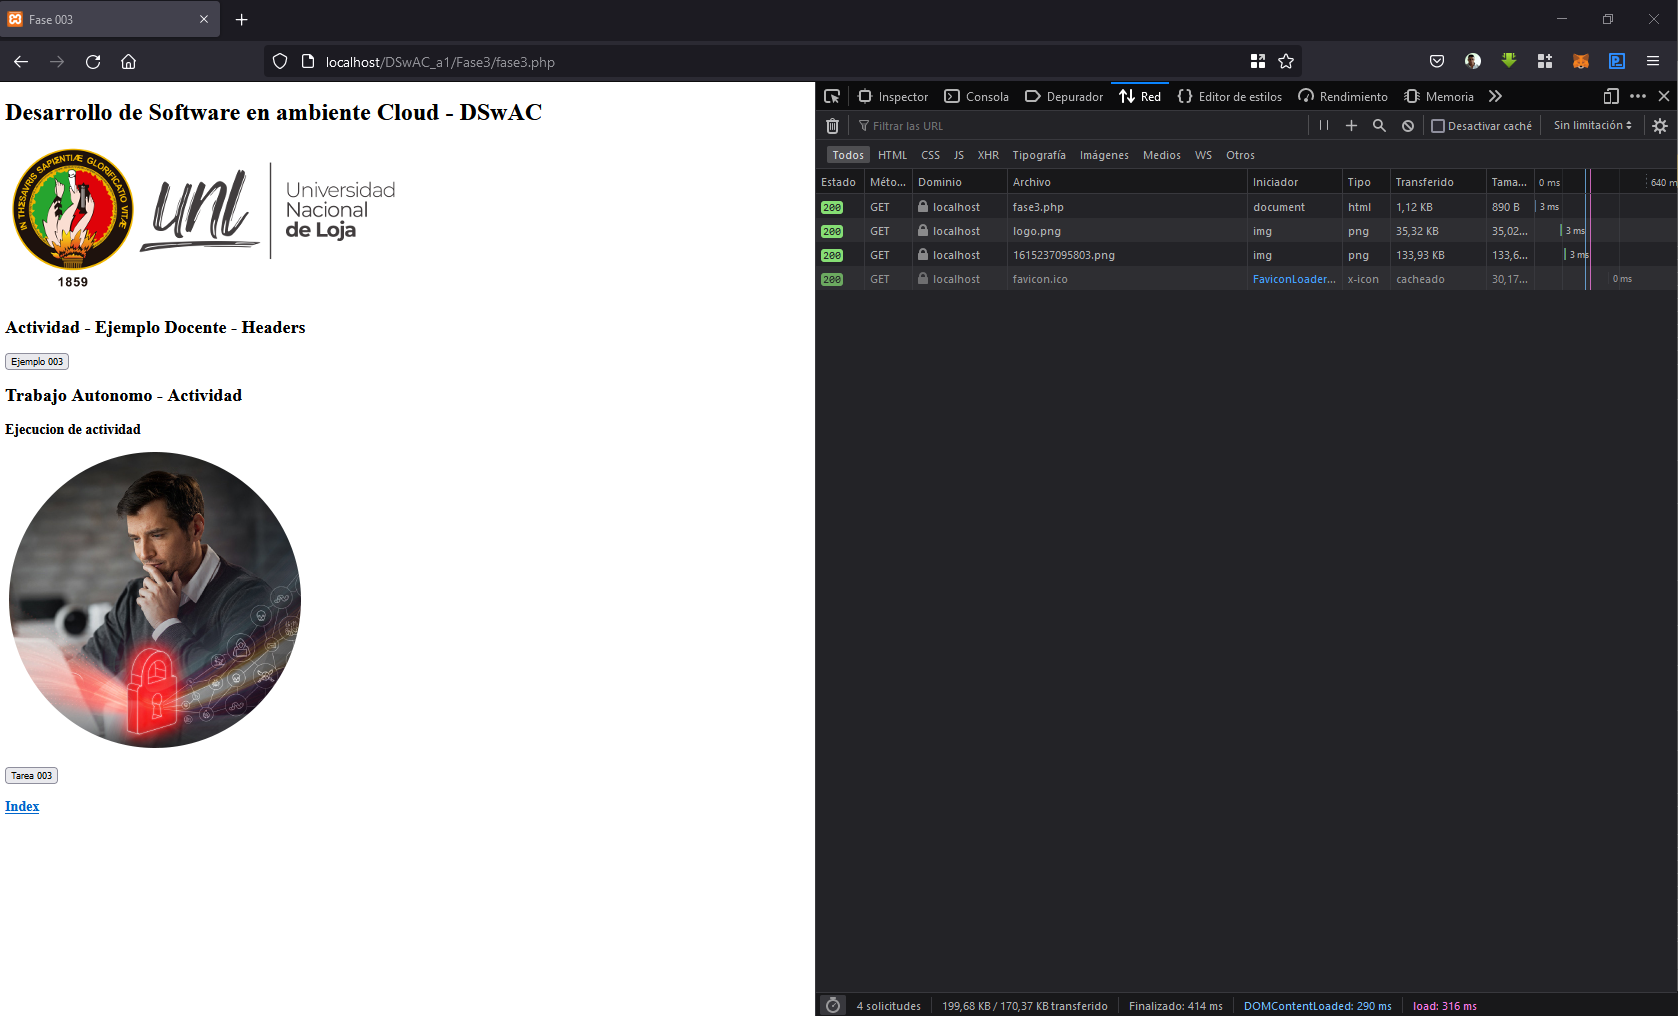 Fase 003
localhost/DSwAC_a1/Fase3/fase3.php
Desarrollo de Software en ambiente Cloud - DSwAC
IN THESAVRIS SAPIENTIÆ GLORIFICATIO VITÆ
1859
unl
Universidad
Nacional
de Loja
Actividad - Ejemplo Docente - Headers
Ejemplo 003
Trabajo Autonomo - Actividad
Ejecucion de actividad
Tarea 003
Index
Inspector Consola Depurador Red Editor de estilos Rendimiento Memoria
Filtrar las URL Desactivar caché Sin limitación
Todos HTML CSS JS XHR Tipografía Imágenes Medios WS Otros
Estado Méto... Dominio Archivo Iniciador Tipo Transferido Tama... 0 ms 640 m
200 GET localhost fase3.php document html 1,12 KB 890 B 3 ms
200 GET localhost logo.png img png 35,32 KB 35,02... 3 ms
200 GET localhost 1615237095803.png img png 133,93 KB 133,6... 3 ms
200 GET localhost favicon.ico FaviconLoader... x-icon cacheado 30,17... 0 ms
4 solicitudes 199,68 KB / 170,37 KB transferido Finalizado: 414 ms DOMContentLoaded: 290 ms load: 316 ms